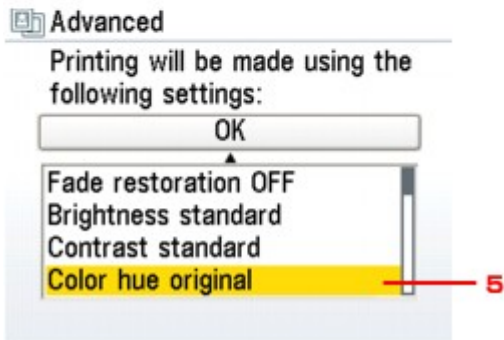 Advanced
Printing will be made using the
following settings:
OK
Fade restoration OFF
Brightness standard
Contrast standard
Color hue original
5